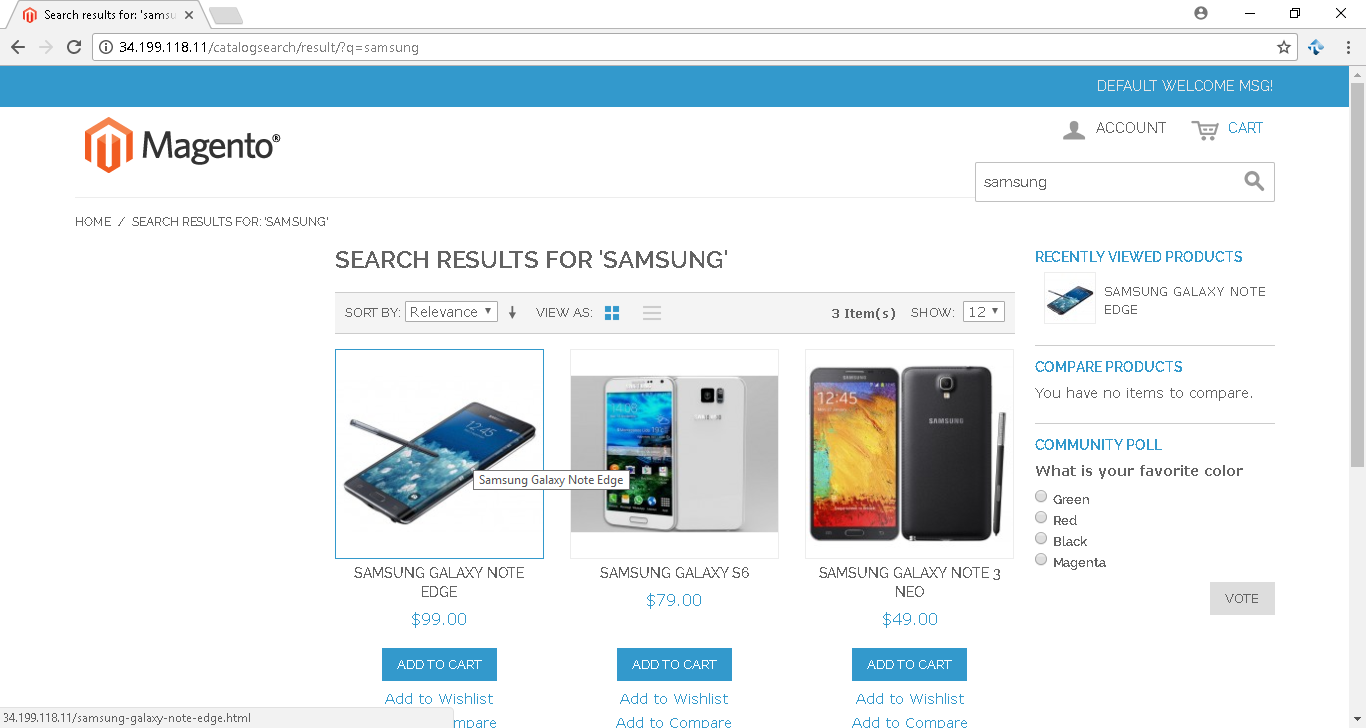 Search results for: 'samsu
34.199.118.11/catalogsearch/result/?q=samsung
DEFAULT WELCOME MSG!
Magento®
ACCOUNT
CART
samsung
HOME / SEARCH RESULTS FOR: 'SAMSUNG'
SEARCH RESULTS FOR 'SAMSUNG'
SORT BY: Relevance VIEW AS: 3 Item(s) SHOW: 12
Samsung Galaxy Note Edge
SAMSUNG GALAXY NOTE
EDGE
$99.00
ADD TO CART
Add to Wishlist
mpare
SAMSUNG
SAMSUNG GALAXY S6
$79.00
ADD TO CART
Add to Wishlist
Add to Compare
SAMSUNG
12:45
SAMSUNG
SAMSUNG GALAXY NOTE 3
NEO
$49.00
ADD TO CART
Add to Wishlist
Add to Compare
RECENTLY VIEWED PRODUCTS
SAMSUNG GALAXY NOTE
EDGE
COMPARE PRODUCTS
You have no items to compare.
COMMUNITY POLL
What is your favorite color
Green
Red
Black
Magenta
VOTE
34.199.118.11/samsung-galaxy-note-edge.html